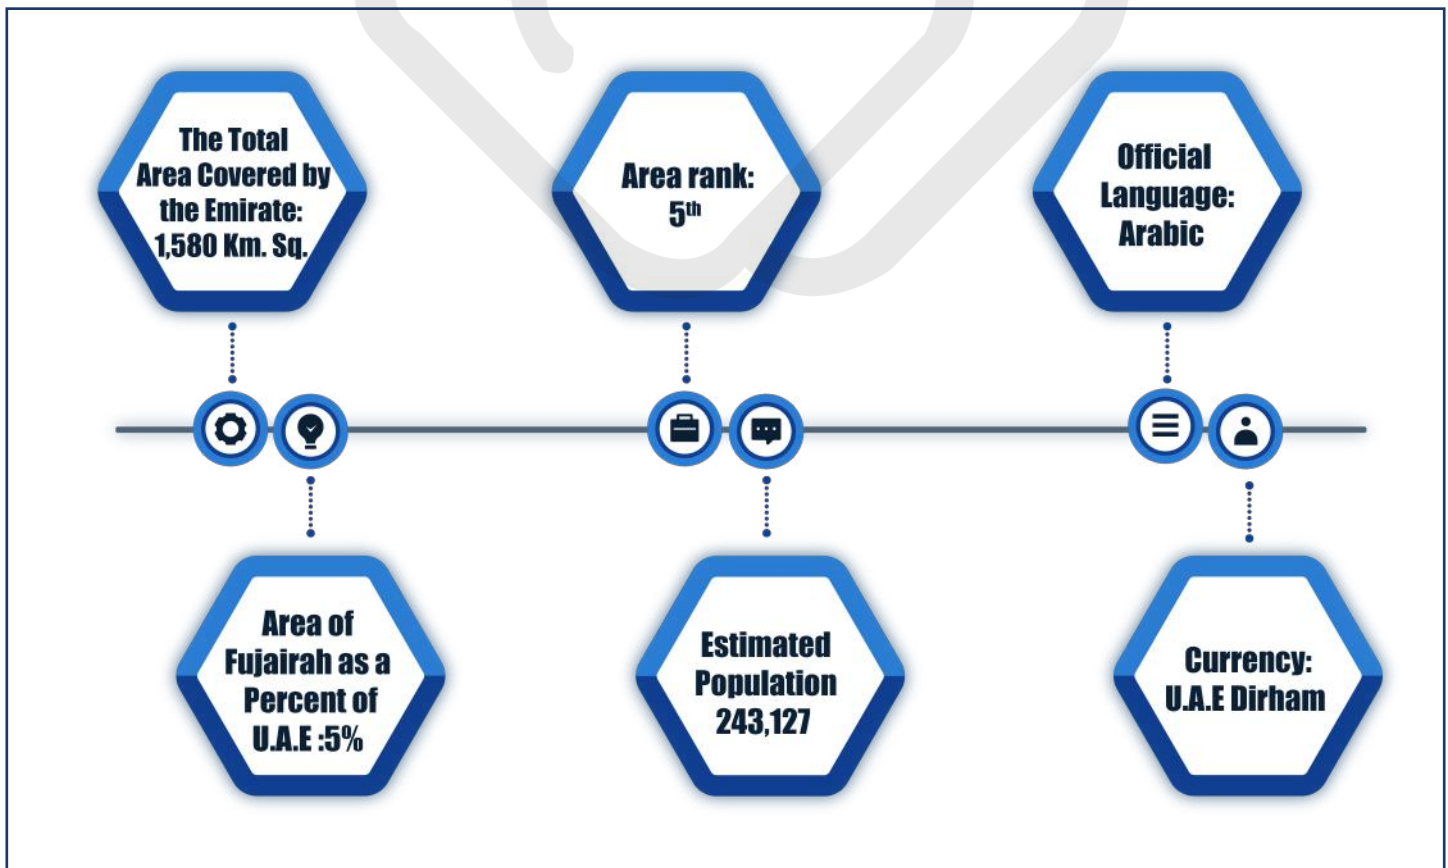 The Total
Area Covered by
the Emirate:
1,580 Km. Sq.
Area rank:
5th
Official
Language:
Arabic
Area of
Fujairah as a
Percent of
U.A.E :5%
Estimated
Population
243,127
Currency:
U.A.E Dirham